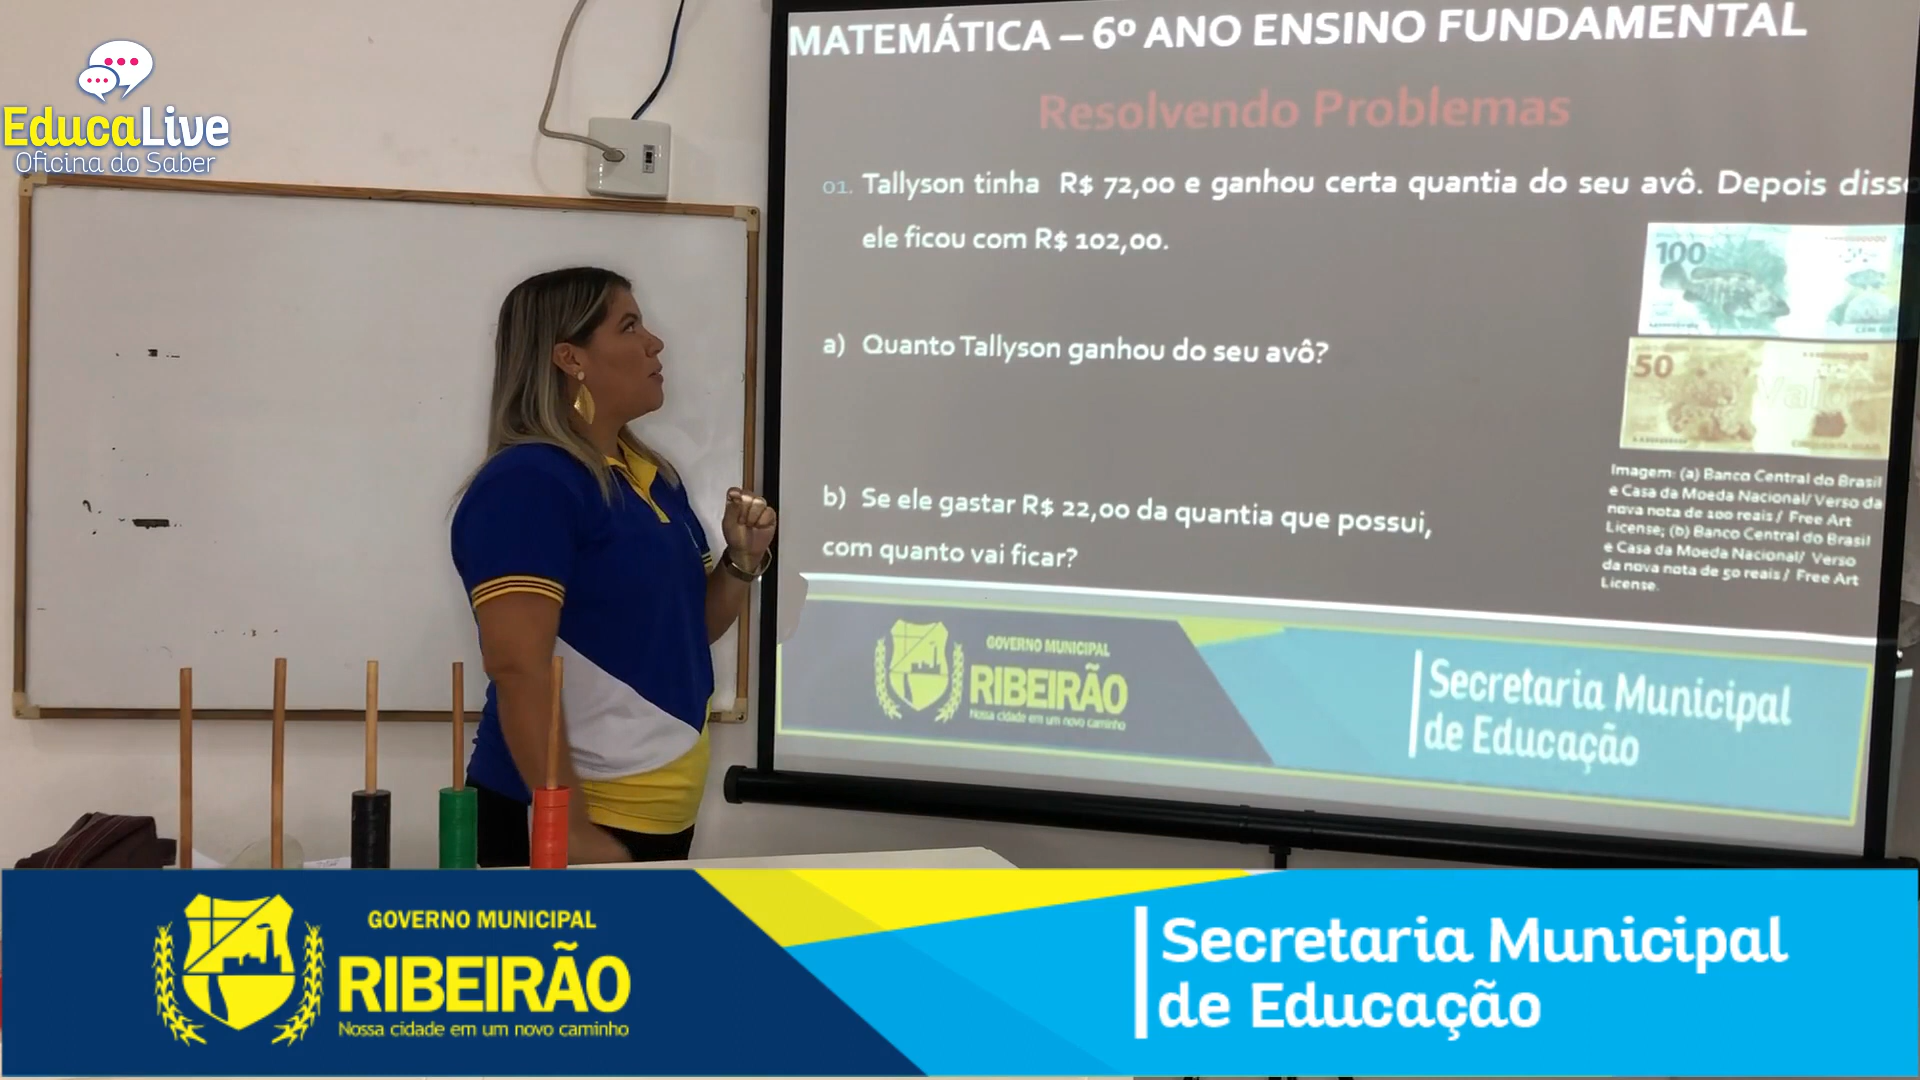 EducaLive
Oficina do Saber
MATEMÁTICA – 6º ANO ENSINO FUNDAMENTAL
Resolvendo Problemas
01. Tallyson tinha R$ 72,00 e ganhou certa quantia do seu avô. Depois disso
ele ficou com R$ 102,00.
100
50
a) Quanto Tallyson ganhou do seu avô?
b) Se ele gastar R$ 22,00 da quantia que possui,
com quanto vai ficar?
Imagem: (a) Banco Central do Brasil
e Casa da Moeda Nacional/ Verso da
nova nota de 100 reais / Free Art
License; (b) Banco Central do Brasil
e Casa da Moeda Nacional/ Verso
da nova nota de 50 reais / Free Art
License.
GOVERNO MUNICIPAL
RIBEIRÃO
Nossa cidade em um novo caminho
Secretaria Municipal
de Educação
GOVERNO MUNICIPAL
RIBEIRÃO
Nossa cidade em um novo caminho
Secretaria Municipal
de Educação